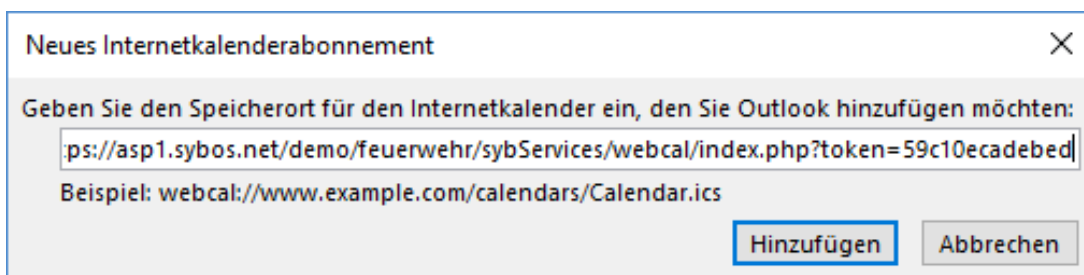 Neues Internetkalenderabonnement
Geben Sie den Speicherort für den Internetkalender ein, den Sie Outlook hinzufügen möchten:
:ps://asp1.sybos.net/demo/feuerwehr/sybServices/webcal/index.php?token=59c10ecadebed
Beispiel: webcal://www.example.com/calendars/Calendar.ics
Hinzufügen Abbrechen